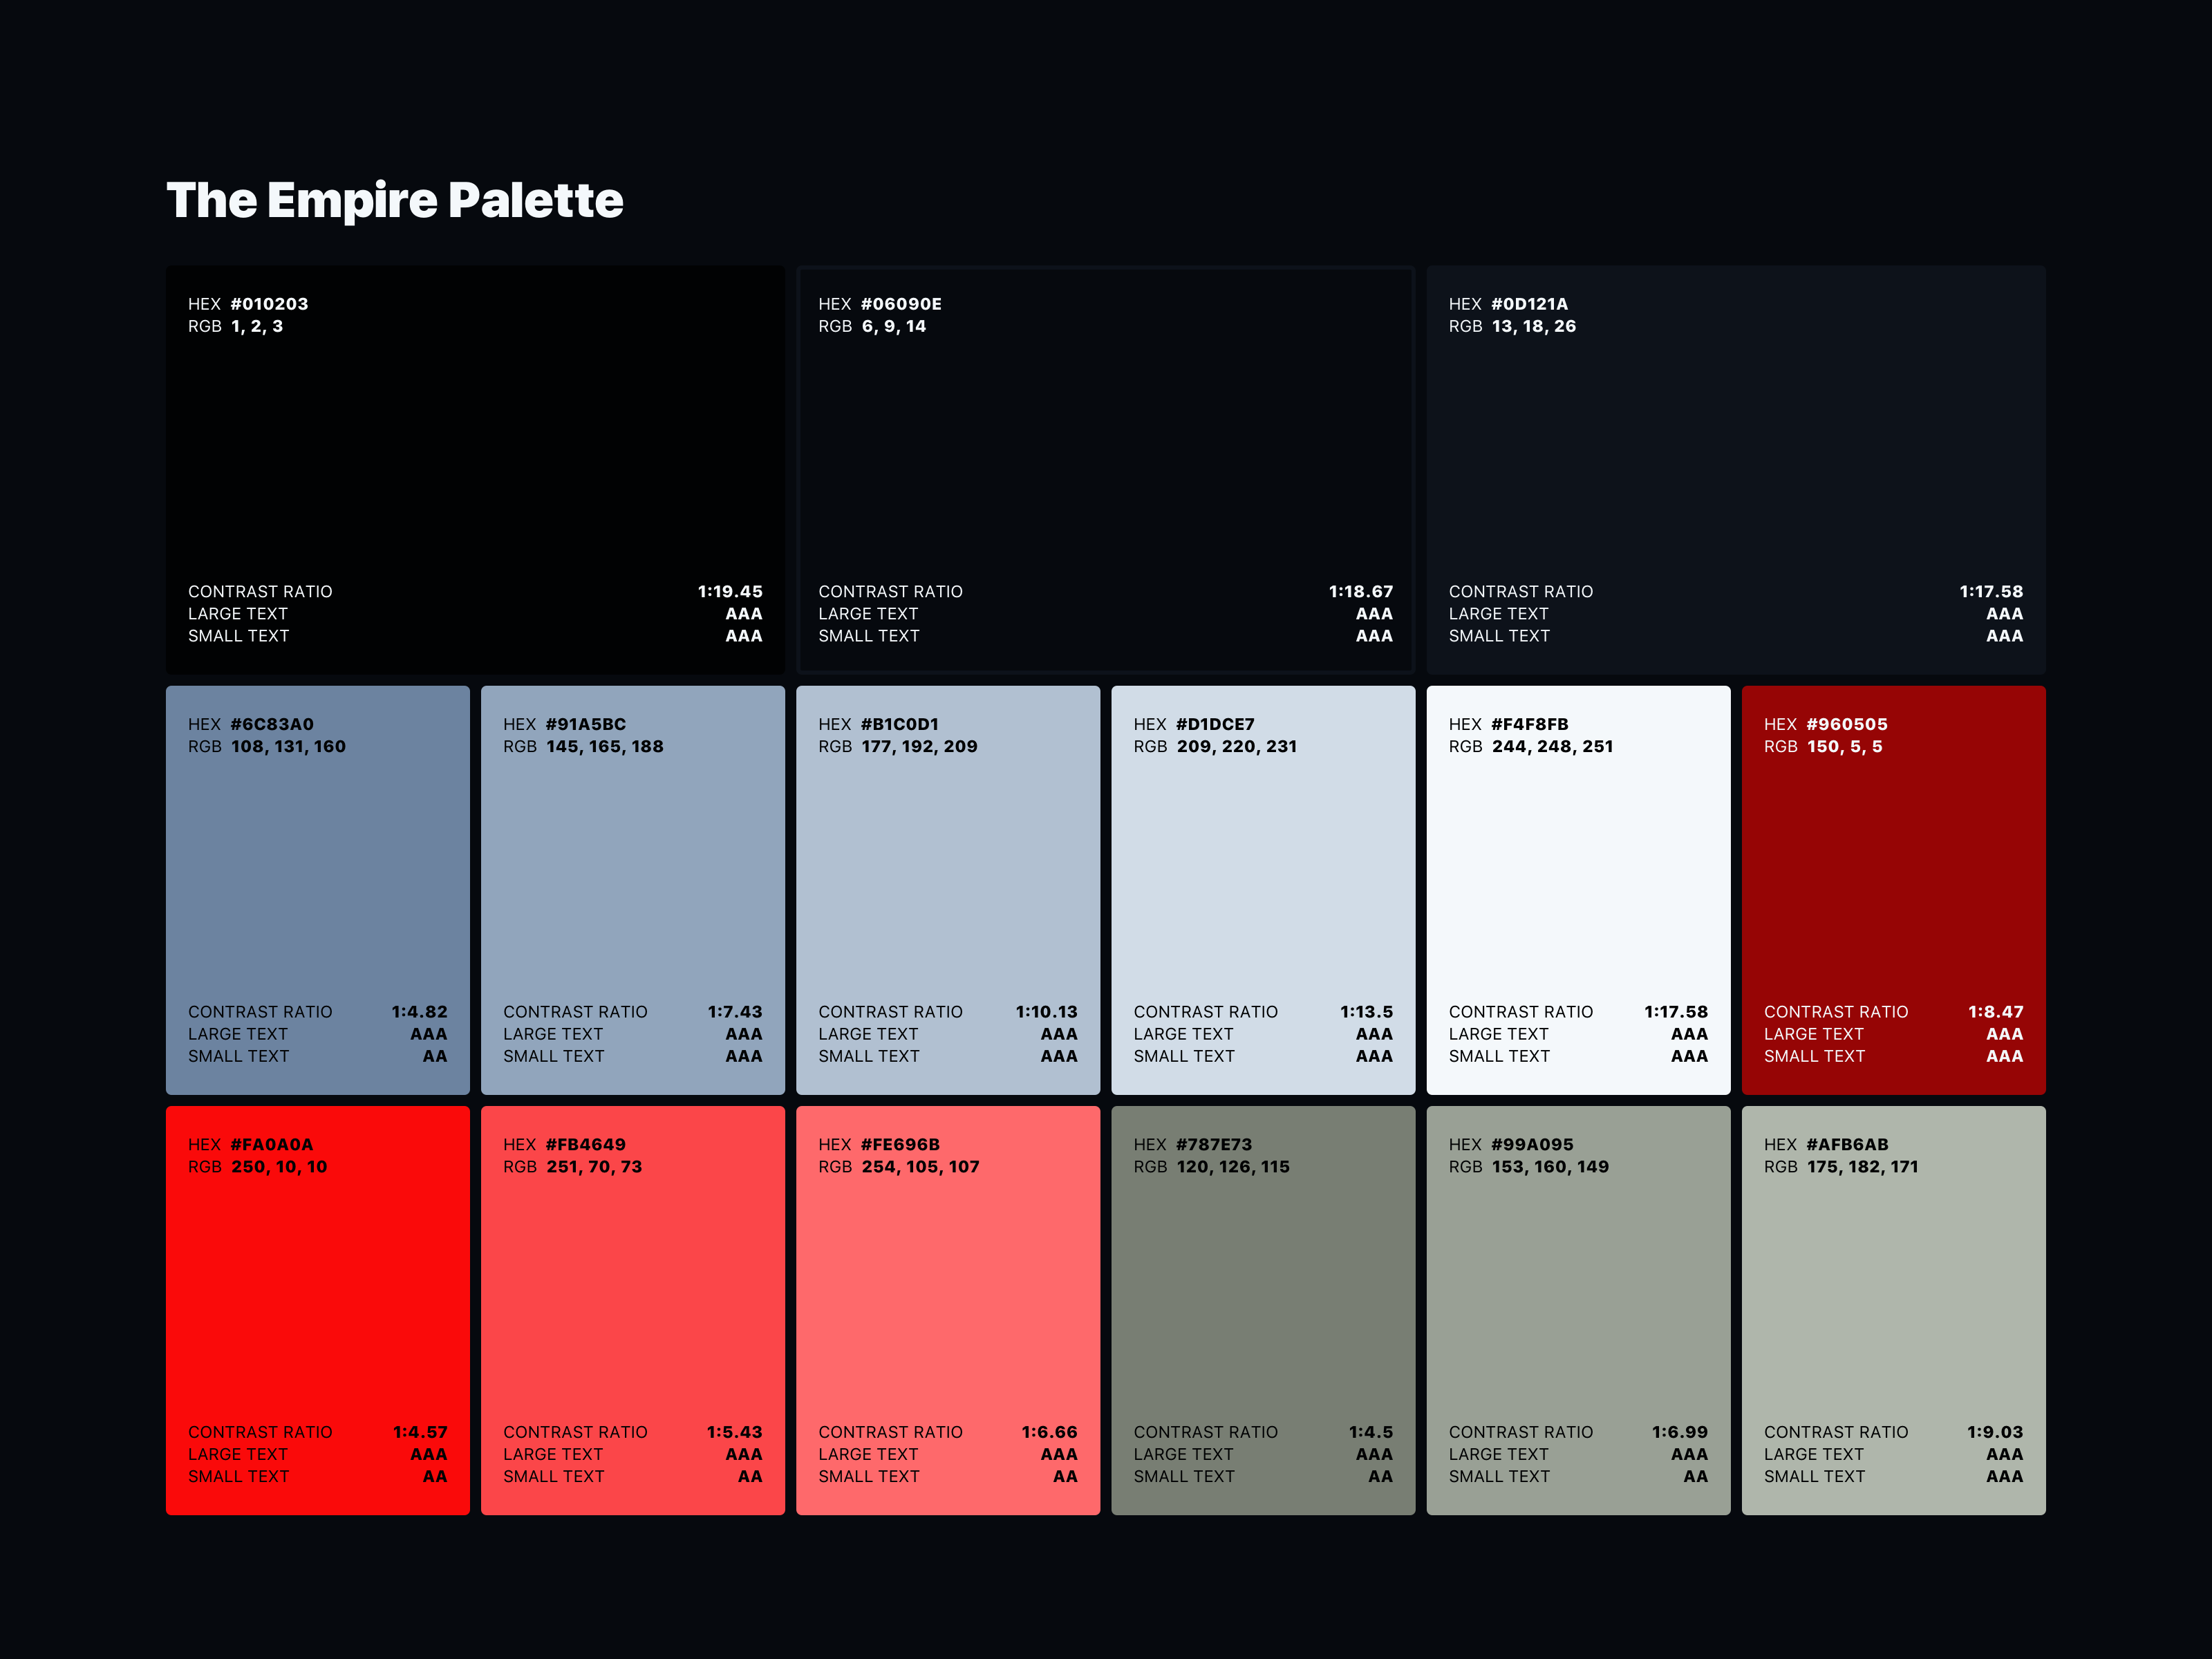 The Empire Palette
HEX #010203
RGB 1, 2, 3
CONTRAST RATIO 1:19.45
LARGE TEXT AAA
SMALL TEXT AAA
HEX #06090E
RGB 6, 9, 14
CONTRAST RATIO 1:18.67
LARGE TEXT AAA
SMALL TEXT AAA
HEX #0D121A
RGB 13, 18, 26
CONTRAST RATIO 1:17.58
LARGE TEXT AAA
SMALL TEXT AAA
HEX #6C83A0
RGB 108, 131, 160
CONTRAST RATIO 1:4.82
LARGE TEXT AAA
SMALL TEXT AA
HEX #91A5BC
RGB 145, 165, 188
CONTRAST RATIO 1:7.43
LARGE TEXT AAA
SMALL TEXT AAA
HEX #B1C0D1
RGB 177, 192, 209
CONTRAST RATIO 1:10.13
LARGE TEXT AAA
SMALL TEXT AAA
HEX #D1DCE7
RGB 209, 220, 231
CONTRAST RATIO 1:13.5
LARGE TEXT AAA
SMALL TEXT AAA
HEX #F4F8FB
RGB 244, 248, 251
CONTRAST RATIO 1:17.58
LARGE TEXT AAA
SMALL TEXT AAA
HEX #960505
RGB 150, 5, 5
CONTRAST RATIO 1:8.47
LARGE TEXT AAA
SMALL TEXT AAA
HEX #FA0A0A
RGB 250, 10, 10
CONTRAST RATIO 1:4.57
LARGE TEXT AAA
SMALL TEXT AA
HEX #FB4649
RGB 251, 70, 73
CONTRAST RATIO 1:5.43
LARGE TEXT AAA
SMALL TEXT AA
HEX #FE696B
RGB 254, 105, 107
CONTRAST RATIO 1:6.66
LARGE TEXT AAA
SMALL TEXT AA
HEX #787E73
RGB 120, 126, 115
CONTRAST RATIO 1:4.5
LARGE TEXT AAA
SMALL TEXT AA
HEX #99A095
RGB 153, 160, 149
CONTRAST RATIO 1:6.99
LARGE TEXT AAA
SMALL TEXT AA
HEX #AFB6AB
RGB 175, 182, 171
CONTRAST RATIO 1:9.03
LARGE TEXT AAA
SMALL TEXT AAA